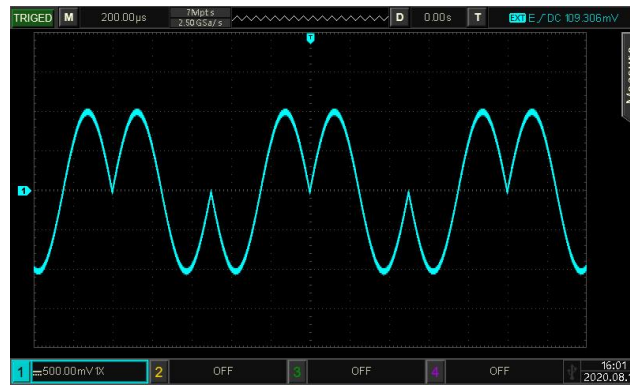 TRIGED M 200.00μs 7Mpts D 0.00s T EXT E DC 109.306mV
2.50GSa/s
T
Measure
1
1 500.00mV 1X 2 OFF 3 OFF 4 OFF 16:01
2020.08.